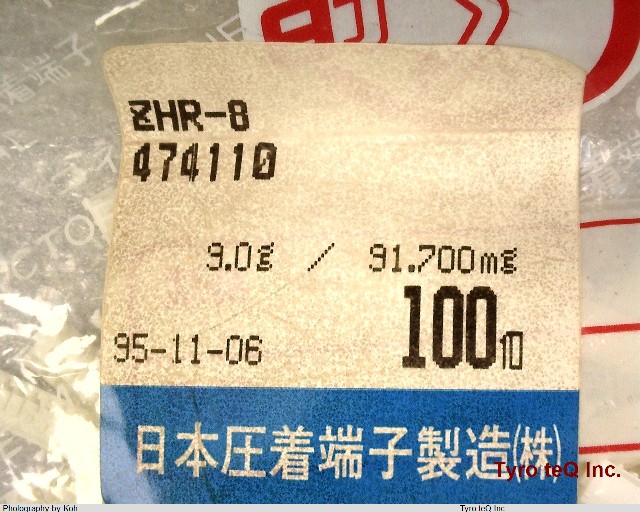 ZHR-8
474110
9.0g / 91.700mg
95-11-06 100個
日本圧着端子製造(株)
Tyro teQ Inc.
Photography by Koh Tyro teQ Inc